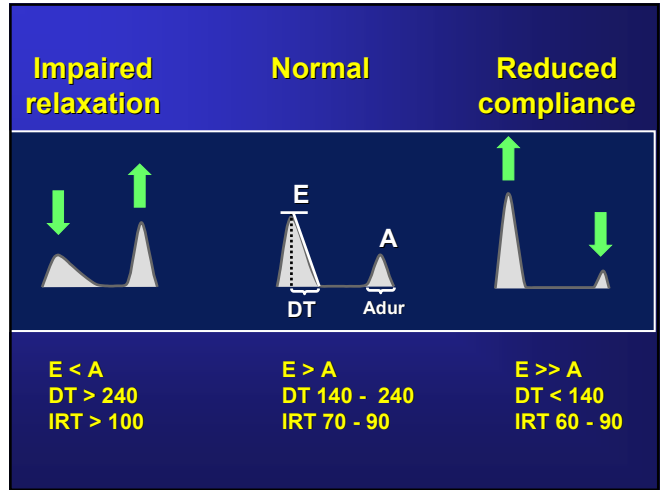 Impaired
relaxation
Normal
Reduced
compliance
E
A
DT
Adur
E < A
DT > 240
IRT > 100
E > A
DT 140 - 240
IRT 70 - 90
E >> A
DT < 140
IRT 60 - 90